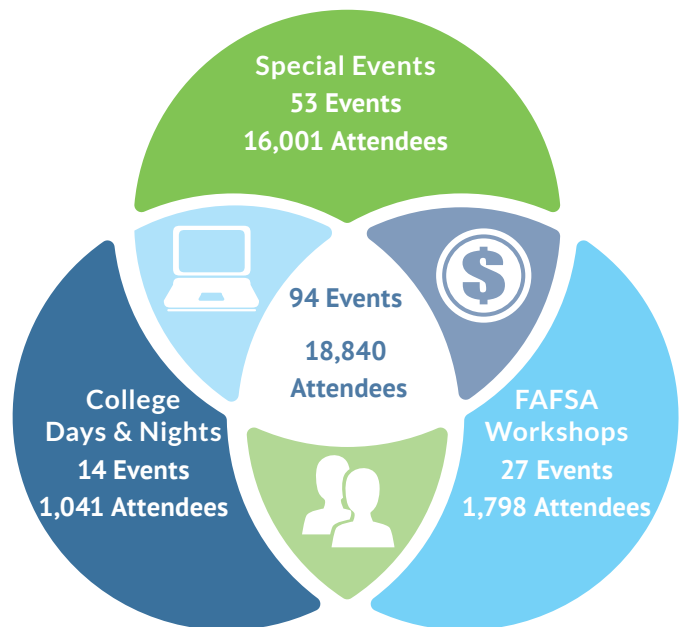 Special Events
53 Events
16,001 Attendees
94 Events
18,840
Attendees
College
Days & Nights
14 Events
1,041 Attendees
FAFSA
Workshops
27 Events
1,798 Attendees
$